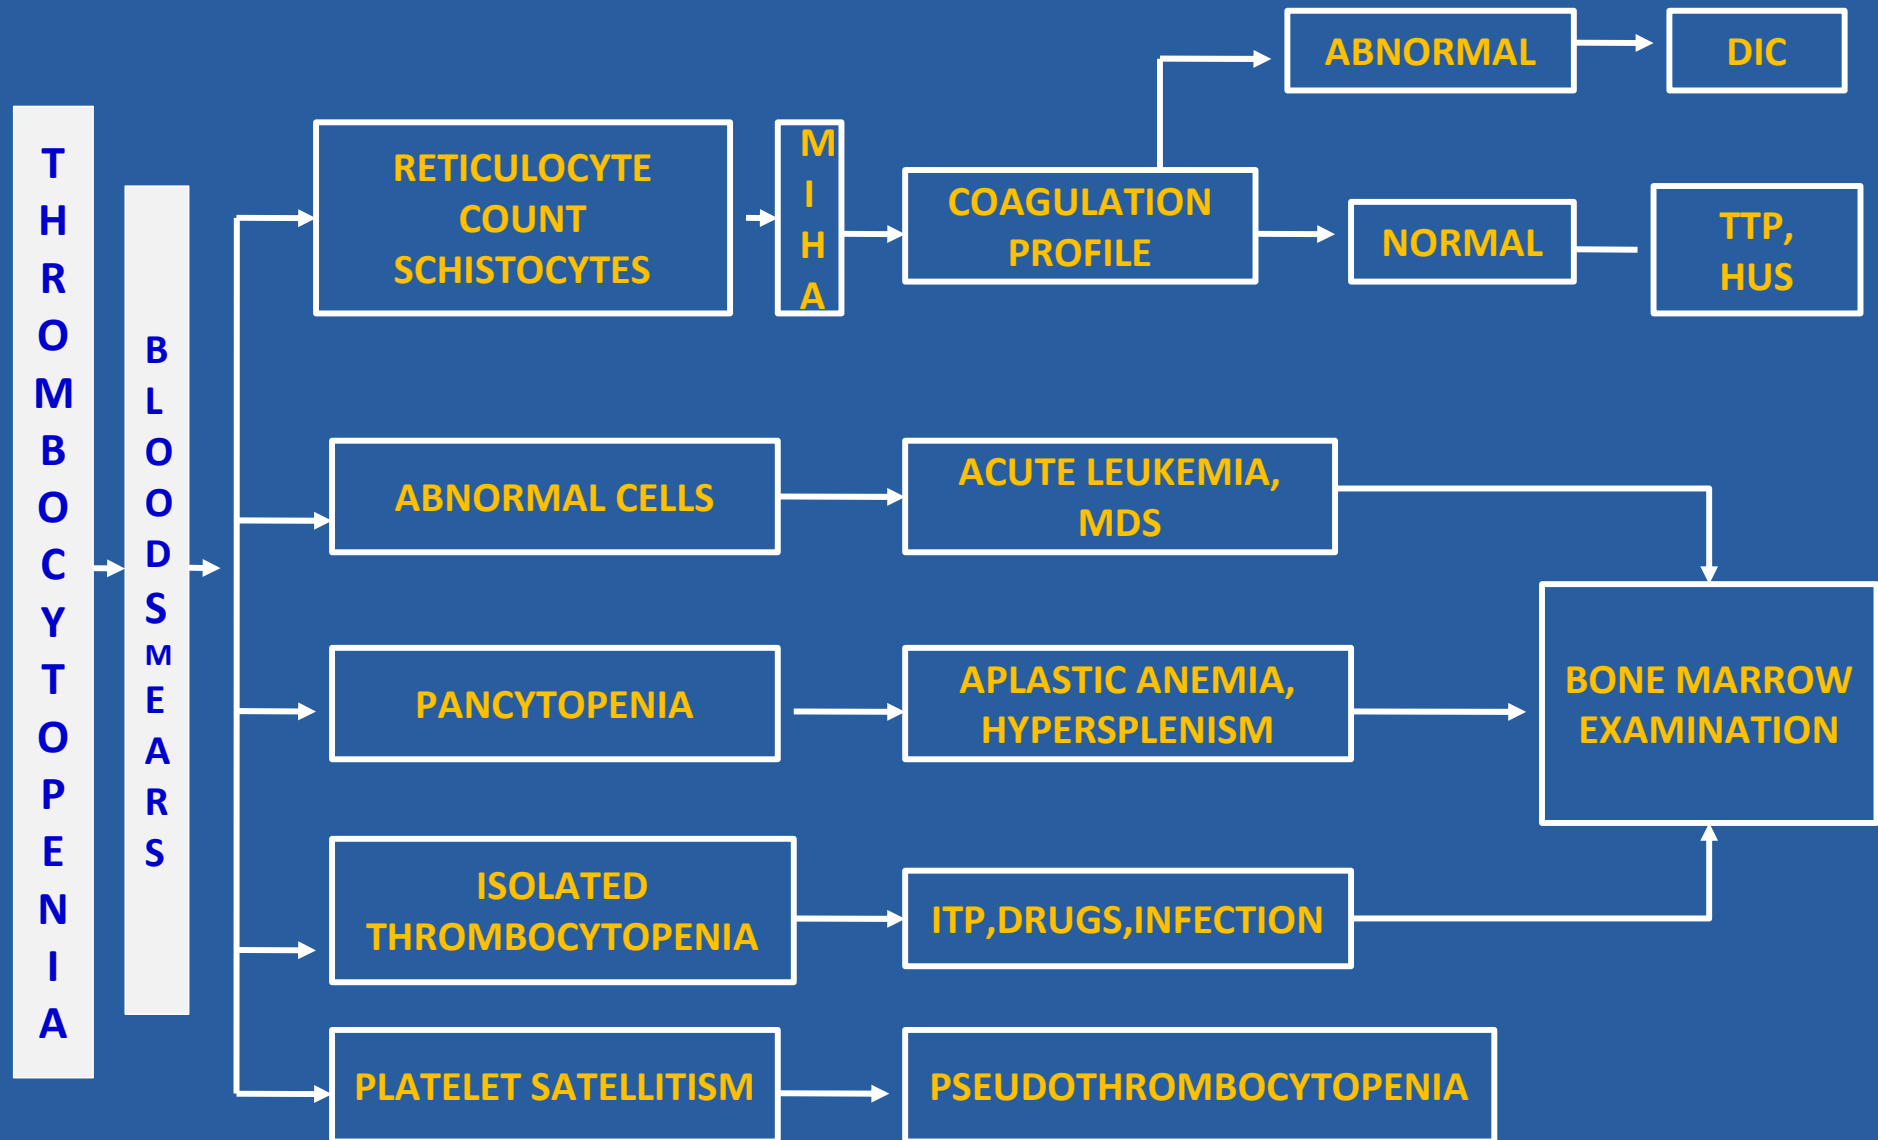 THROMBOCYTOPENIA
BLOODSMEARS
RETICULOCYTE
COUNT
SCHISTOCYTES
MIHA
COAGULATION
PROFILE
ABNORMAL
DIC
NORMAL
TTP,
HUS
ABNORMAL CELLS
ACUTE LEUKEMIA,
MDS
PANCYTOPENIA
APLASTIC ANEMIA,
HYPERSPLENISM
BONE MARROW
EXAMINATION
ISOLATED
THROMBOCYTOPENIA
ITP,DRUGS,INFECTION
PLATELET SATELLITISM
PSEUDOTHROMBOCYTOPENIA